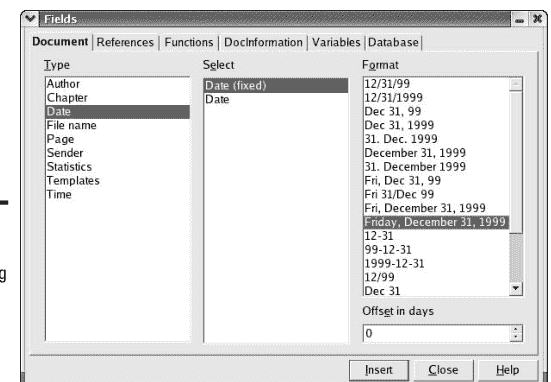 Fields
Document References Functions DocInformation Variables Database
Type
Author
Chapter
Date
File name
Page
Sender
Statistics
Templates
Time
Select
Date (fixed)
Date
Format
12/31/99
12/31/1999
Dec 31, 99
Dec 31, 1999
31. Dec. 1999
December 31, 1999
31. December 1999
Fri, Dec 31, 99
Fri 31/Dec 99
Fri, December 31, 1999
Friday, December 31, 1999
12-31
99-12-31
1999-12-31
12/99
Dec 31
Offset in days
0
Insert Close Help
g